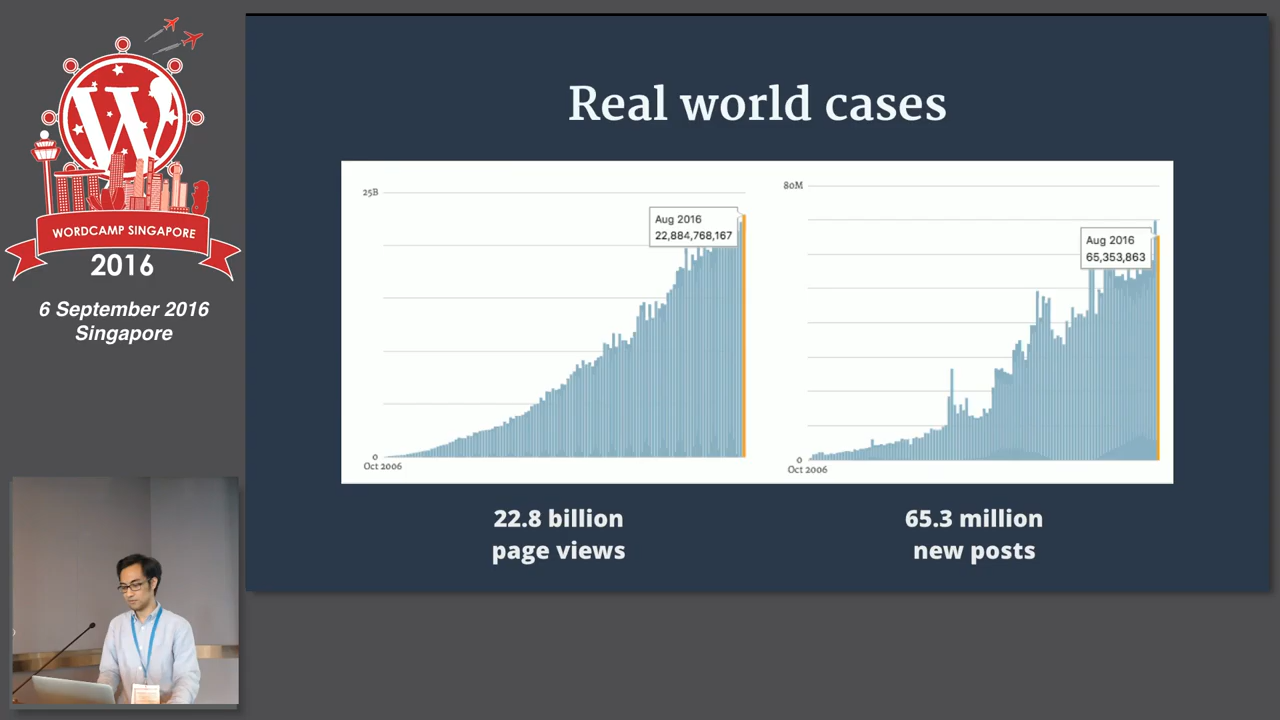 W
WORDCAMP SINGAPORE
2016
6 September 2016
Singapore
Real world cases
25B
Aug 2016
22,884,768,167
0
Oct 2006
80M
Aug 2016
65,353,863
0
Oct 2006
22.8 billion
page views
65.3 million
new posts